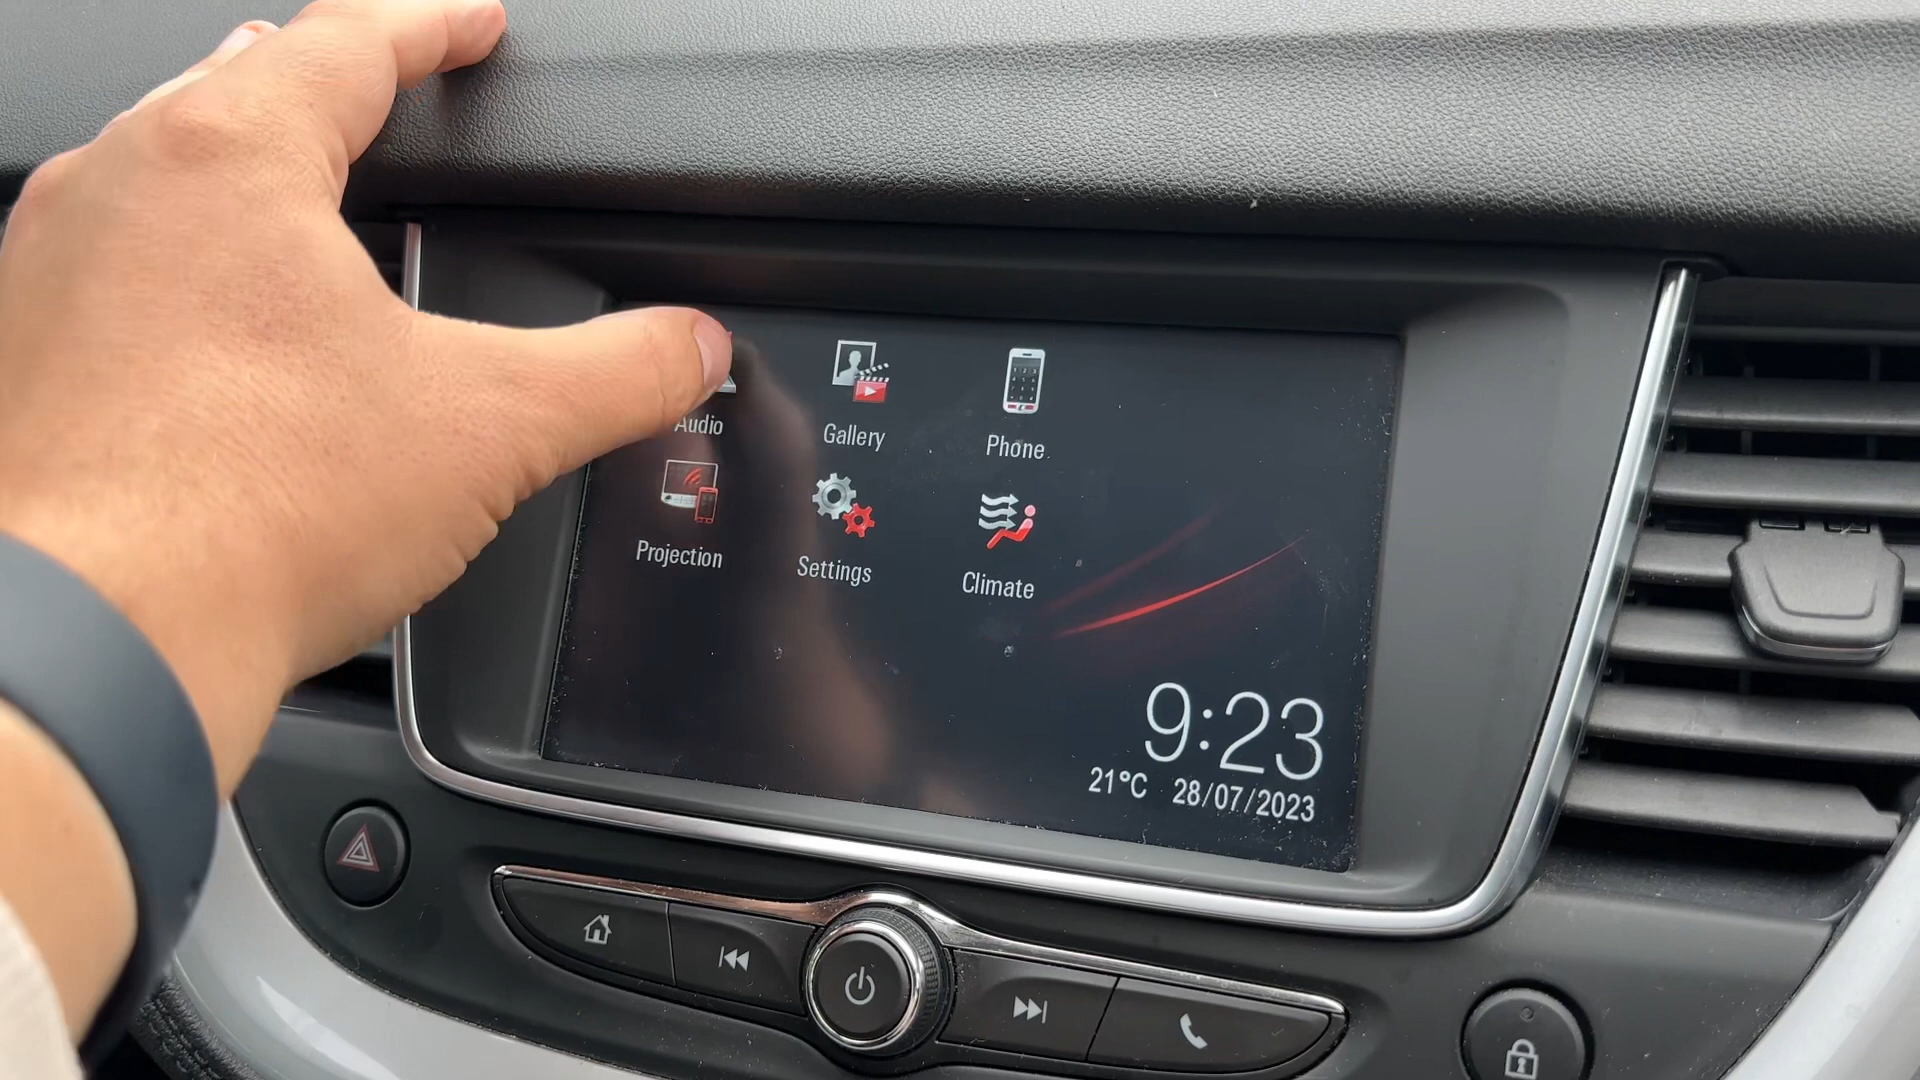 Audio
Gallery
Phone
Projection
Settings
Climate
9:23
21°C 28/07/2023